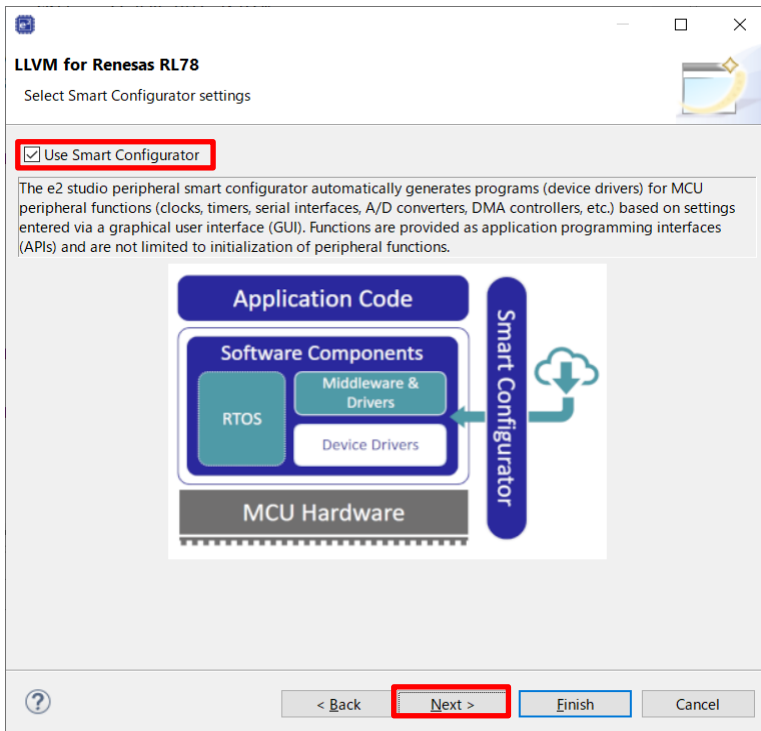 LLVM for Renesas RL78
Select Smart Configurator settings
Use Smart Configurator
The e2 studio peripheral smart configurator automatically generates programs (device drivers) for MCU
peripheral functions (clocks, timers, serial interfaces, A/D converters, DMA controllers, etc.) based on settings
entered via a graphical user interface (GUI). Functions are provided as application programming interfaces
(APIs) and are not limited to initialization of peripheral functions.
Application Code
Software Components
RTOS
Middleware &
Drivers
Device Drivers
MCU Hardware
Smart Configurator
?
< Back
Next >
Finish
Cancel